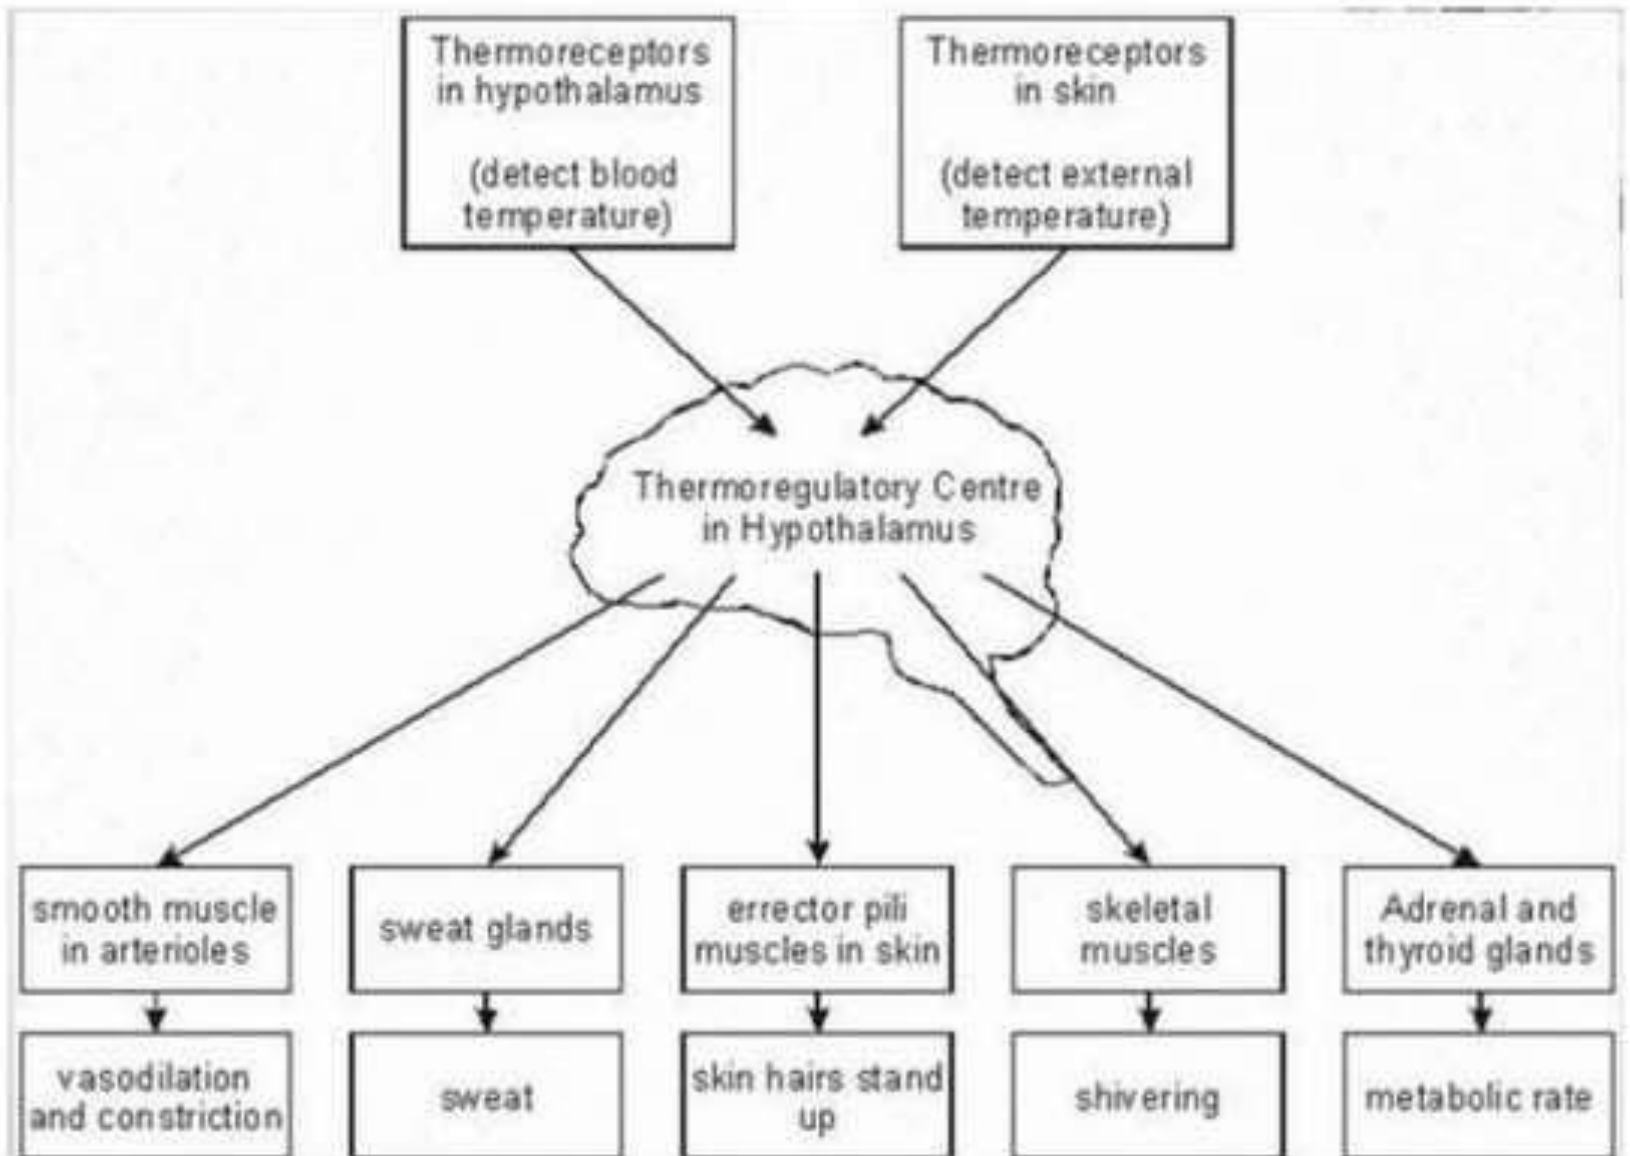 Thermoreceptors
in hypothalamus
(detect blood
temperature)
Thermoreceptors
in skin
(detect external
temperature)
Thermoregulatory Centre
in Hypothalamus
smooth muscle
in arterioles
sweat glands
errector pili
muscles in skin
skeletal
muscles
Adrenal and
thyroid glands
vasodilation
and constriction
sweat
skin hairs stand
up
shivering
metabolic rate